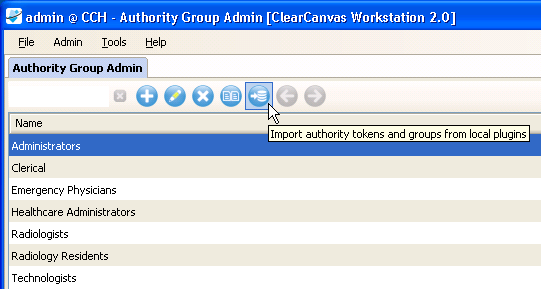 admin @ CCH - Authority Group Admin [ClearCanvas Workstation 2.0]
File Admin Tools Help
Authority Group Admin
Import authority tokens and groups from local plugins
Name
Administrators
Clerical
Emergency Physicians
Healthcare Administrators
Radiologists
Radiology Residents
Technologists